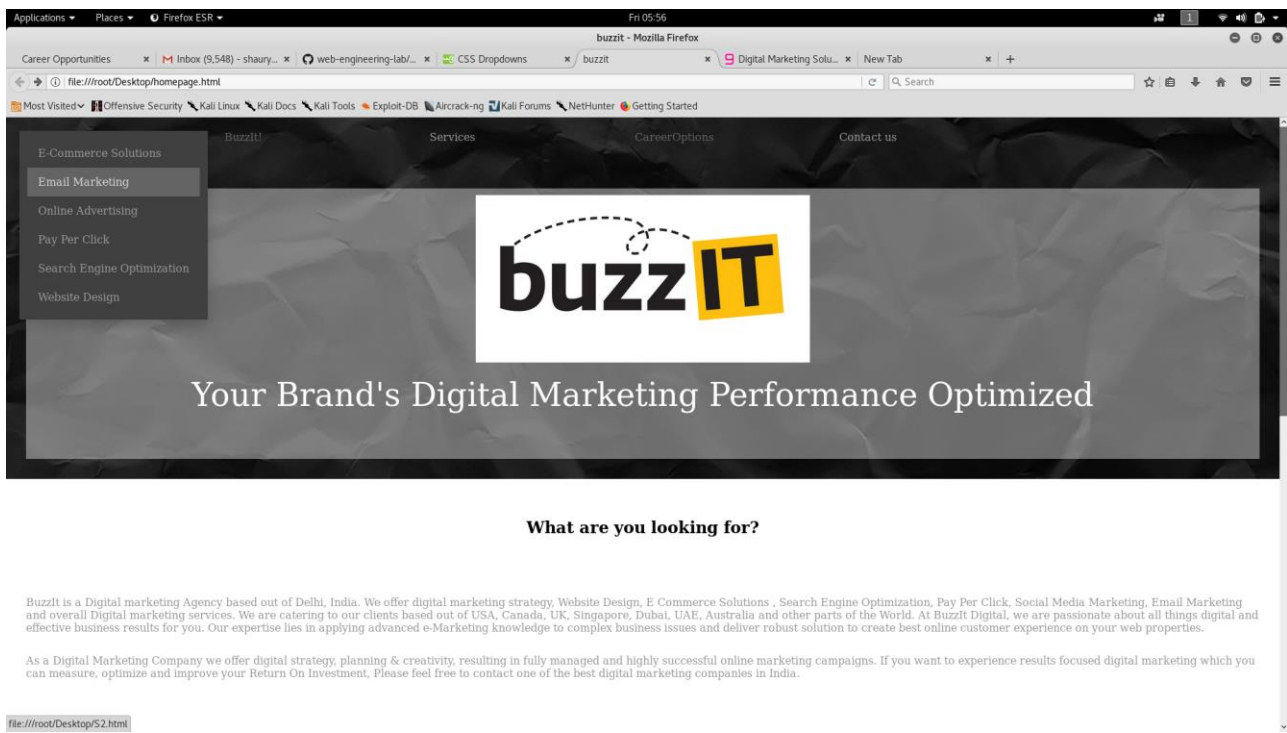 Applications Places Firefox ESR Fri 05:56 1
buzzit - Mozilla Firefox
Career Opportunities Inbox (9,548) - shaury... web-engineering-lab/... CSS Dropdowns buzzit Digital Marketing Solu... New Tab
file:///root/Desktop/homepage.html Search
Most Visited Offensive Security Kali Linux Kali Docs Kali Tools Exploit-DB Aircrack-ng Kali Forums NetHunter Getting Started
BuzzIt! Services CareerOptions Contact us
E-Commerce Solutions
Email Marketing
Online Advertising
Pay Per Click
Search Engine Optimization
Website Design
buzzIT
Your Brand's Digital Marketing Performance Optimized
What are you looking for?
BuzzIt is a Digital marketing Agency based out of Delhi, India. We offer digital marketing strategy, Website Design, E Commerce Solutions , Search Engine Optimization, Pay Per Click, Social Media Marketing, Email Marketing
and overall Digital marketing services. We are catering to our clients based out of USA, Canada, UK, Singapore, Dubai, UAE, Australia and other parts of the World. At BuzzIt Digital, we are passionate about all things digital and
effective business results for you. Our expertise lies in applying advanced e-Marketing knowledge to complex business issues and deliver robust solution to create best online customer experience on your web properties.
As a Digital Marketing Company we offer digital strategy, planning & creativity, resulting in fully managed and highly successful online marketing campaigns. If you want to experience results focused digital marketing which you
can measure, optimize and improve your Return On Investment, Please feel free to contact one of the best digital marketing companies in India.
file:///root/Desktop/S2.html